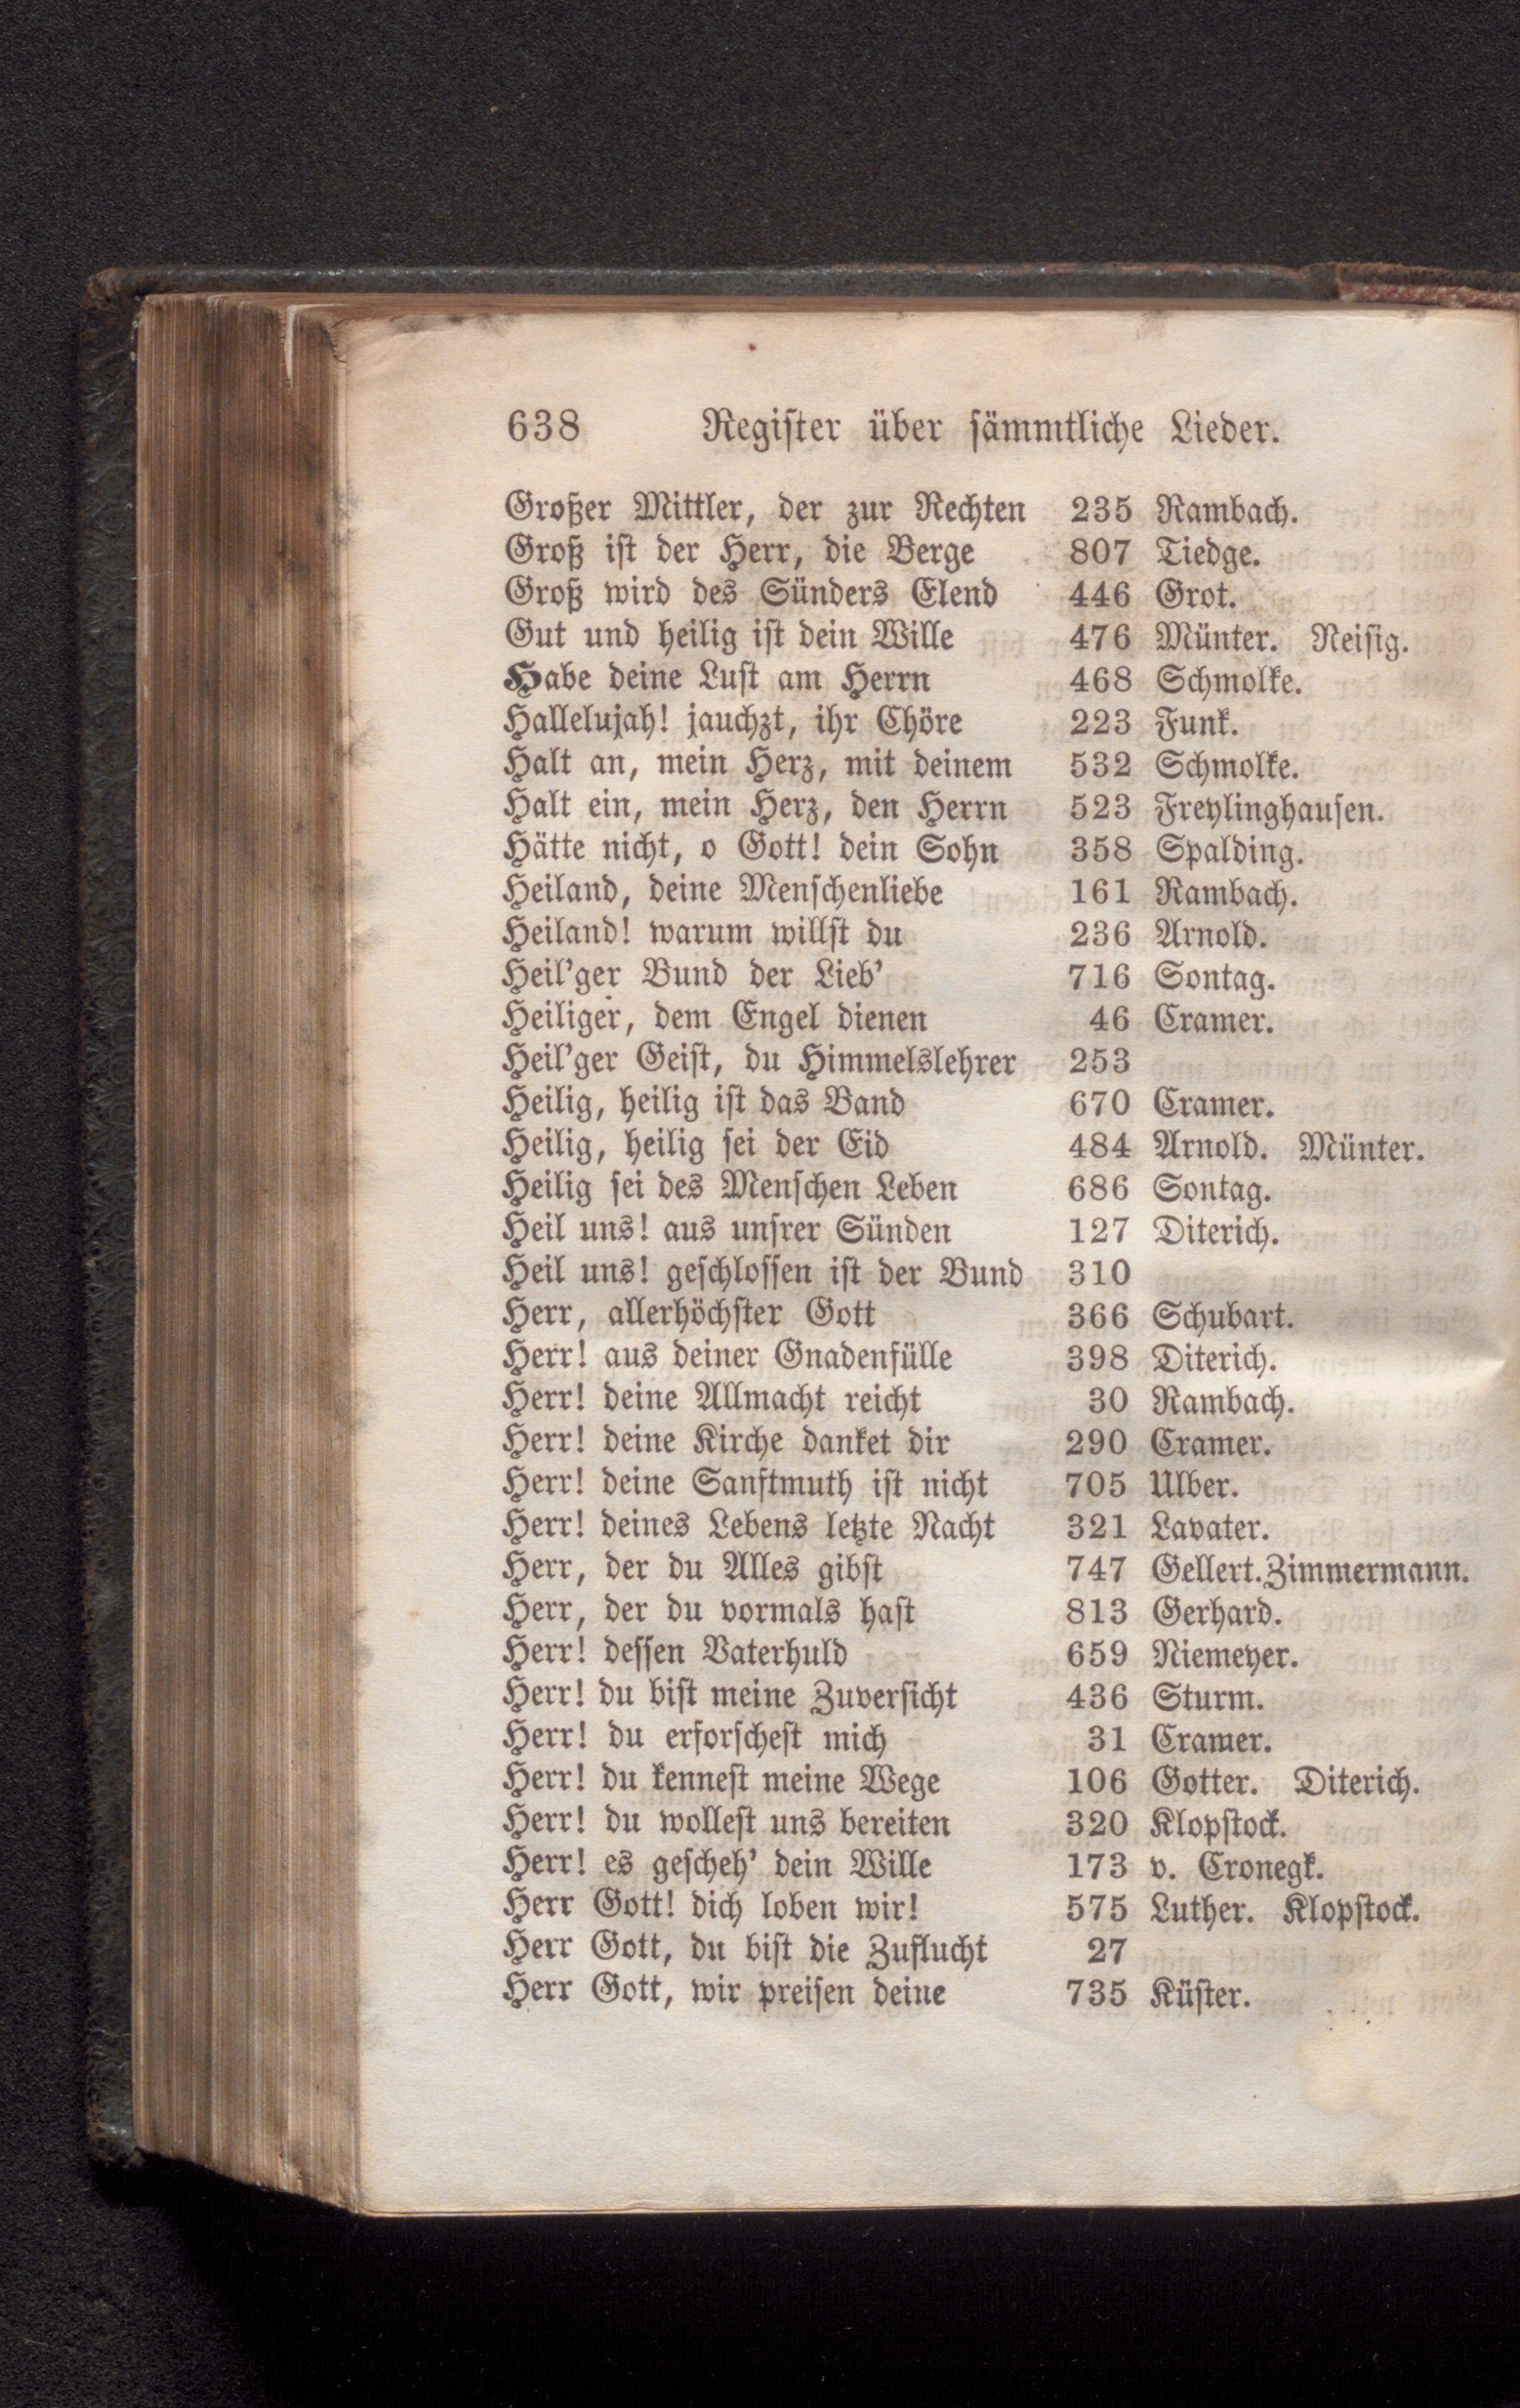 638 Register über sämmtliche Lieder.
Großer Mittler, der zur Rechten 235 Rambach.
Groß ist der Herr, die Berge 807 Tiedge.
Groß wird des Sünders Elend 446 Grot.
Gut und heilig ist dein Wille 476 Münter. Neisig.
Habe deine Lust am Herrn 468 Schmolke.
Hallelujah! jauchzt, ihr Chöre 223 Funk.
Halt an, mein Herz, mit deinem 532 Schmolke.
Halt ein, mein Herz, den Herrn 523 Freylinghausen.
Hätte nicht, o Gott! dein Sohn 358 Spalding.
Heiland, deine Menschenliebe 161 Rambach.
Heiland! warum willst du 236 Arnold.
Heil'ger Bund der Lieb' 716 Sontag.
Heiliger, dem Engel dienen 46 Cramer.
Heil'ger Geist, du Himmelslehrer 253
Heilig, heilig ist das Band 670 Cramer.
Heilig, heilig sei der Eid 484 Arnold. Münter.
Heilig sei des Menschen Leben 686 Sontag.
Heil uns! aus unsrer Sünden 127 Diterich.
Heil uns! geschlossen ist der Bund 310
Herr, allerhöchster Gott 366 Schubart.
Herr! aus deiner Gnadenfülle 398 Diterich.
Herr! deine Allmacht reicht 30 Rambach.
Herr! deine Kirche danket dir 290 Cramer.
Herr! deine Sanftmuth ist nicht 705 Ulber.
Herr! deines Lebens letzte Nacht 321 Lavater.
Herr, der du Alles gibst 747 Gellert. Zimmermann.
Herr, der du vormals hast 813 Gerhard.
Herr! dessen Vaterhuld 659 Niemeyer.
Herr! du bist meine Zuversicht 436 Sturm.
Herr! du erforschest mich 31 Cramer.
Herr! du kennest meine Wege 106 Gotter. Diterich.
Herr! du wollest uns bereiten 320 Klopstock.
Herr! es gescheh' dein Wille 173 v. Cronegk.
Herr Gott! dich loben wir! 575 Luther. Klopstock.
Herr Gott, du bist die Zuflucht 27
Herr Gott, wir preisen deine 735 Küster.